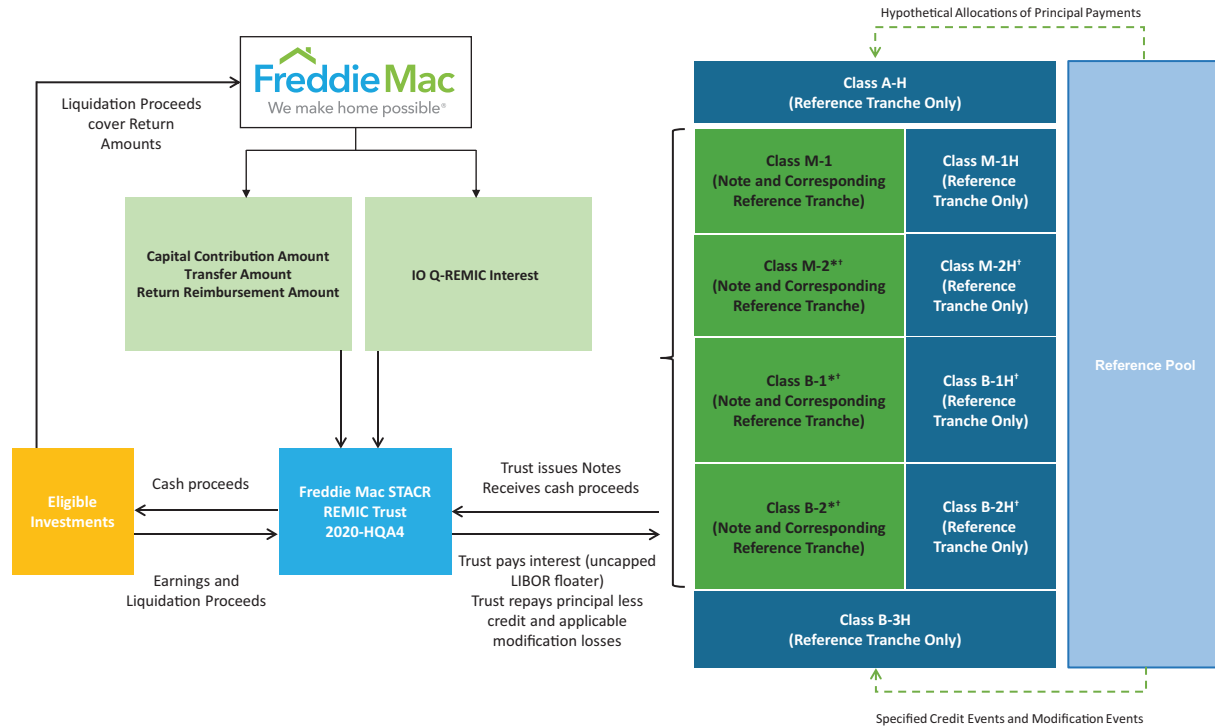 Hypothetical Allocations of Principal Payments
FreddieMac
We make home possible®
Liquidation Proceeds
cover Return
Amounts
Capital Contribution Amount
Transfer Amount
Return Reimbursement Amount
IO Q-REMIC Interest
Eligible
Investments
Cash proceeds
Earnings and
Liquidation Proceeds
Freddie Mac STACR
REMIC Trust
2020-HQA4
Trust issues Notes
Receives cash proceeds
Trust pays interest (uncapped
LIBOR floater)
Trust repays principal less
credit and applicable
modification losses
Class A-H
(Reference Tranche Only)
Class M-1
(Note and Corresponding
Reference Tranche)
Class M-1H
(Reference
Tranche Only)
Class M-2*†
(Note and Corresponding
Reference Tranche)
Class M-2H†
(Reference
Tranche Only)
Class B-1*†
(Note and Corresponding
Reference Tranche)
Class B-1H†
(Reference
Tranche Only)
Class B-2*†
(Note and Corresponding
Reference Tranche)
Class B-2H†
(Reference
Tranche Only)
Class B-3H
(Reference Tranche Only)
Reference Pool
Specified Credit Events and Modification Events